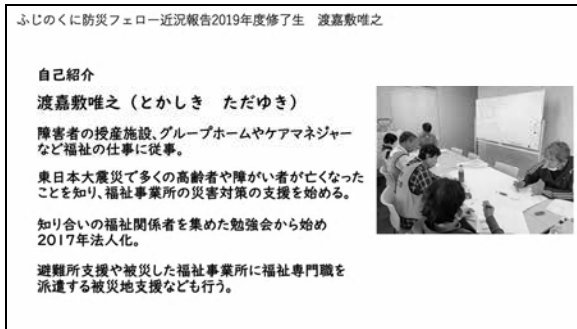 ふじのくに防災フェロー近況報告2019年度修了生　渡嘉敷唯之
自己紹介
渡嘉敷唯之（とかしき　ただゆき）
障害者の授産施設、グループホームやケアマネジャー
など福祉の仕事に従事。
東日本大震災で多くの高齢者や障がい者が亡くなった
ことを知り、福祉事業所の災害対策の支援を始める。
知り合いの福祉関係者を集めた勉強会から始め
2017年法人化。
避難所支援や被災した福祉事業所に福祉専門職を
派遣する被災地支援なども行う。